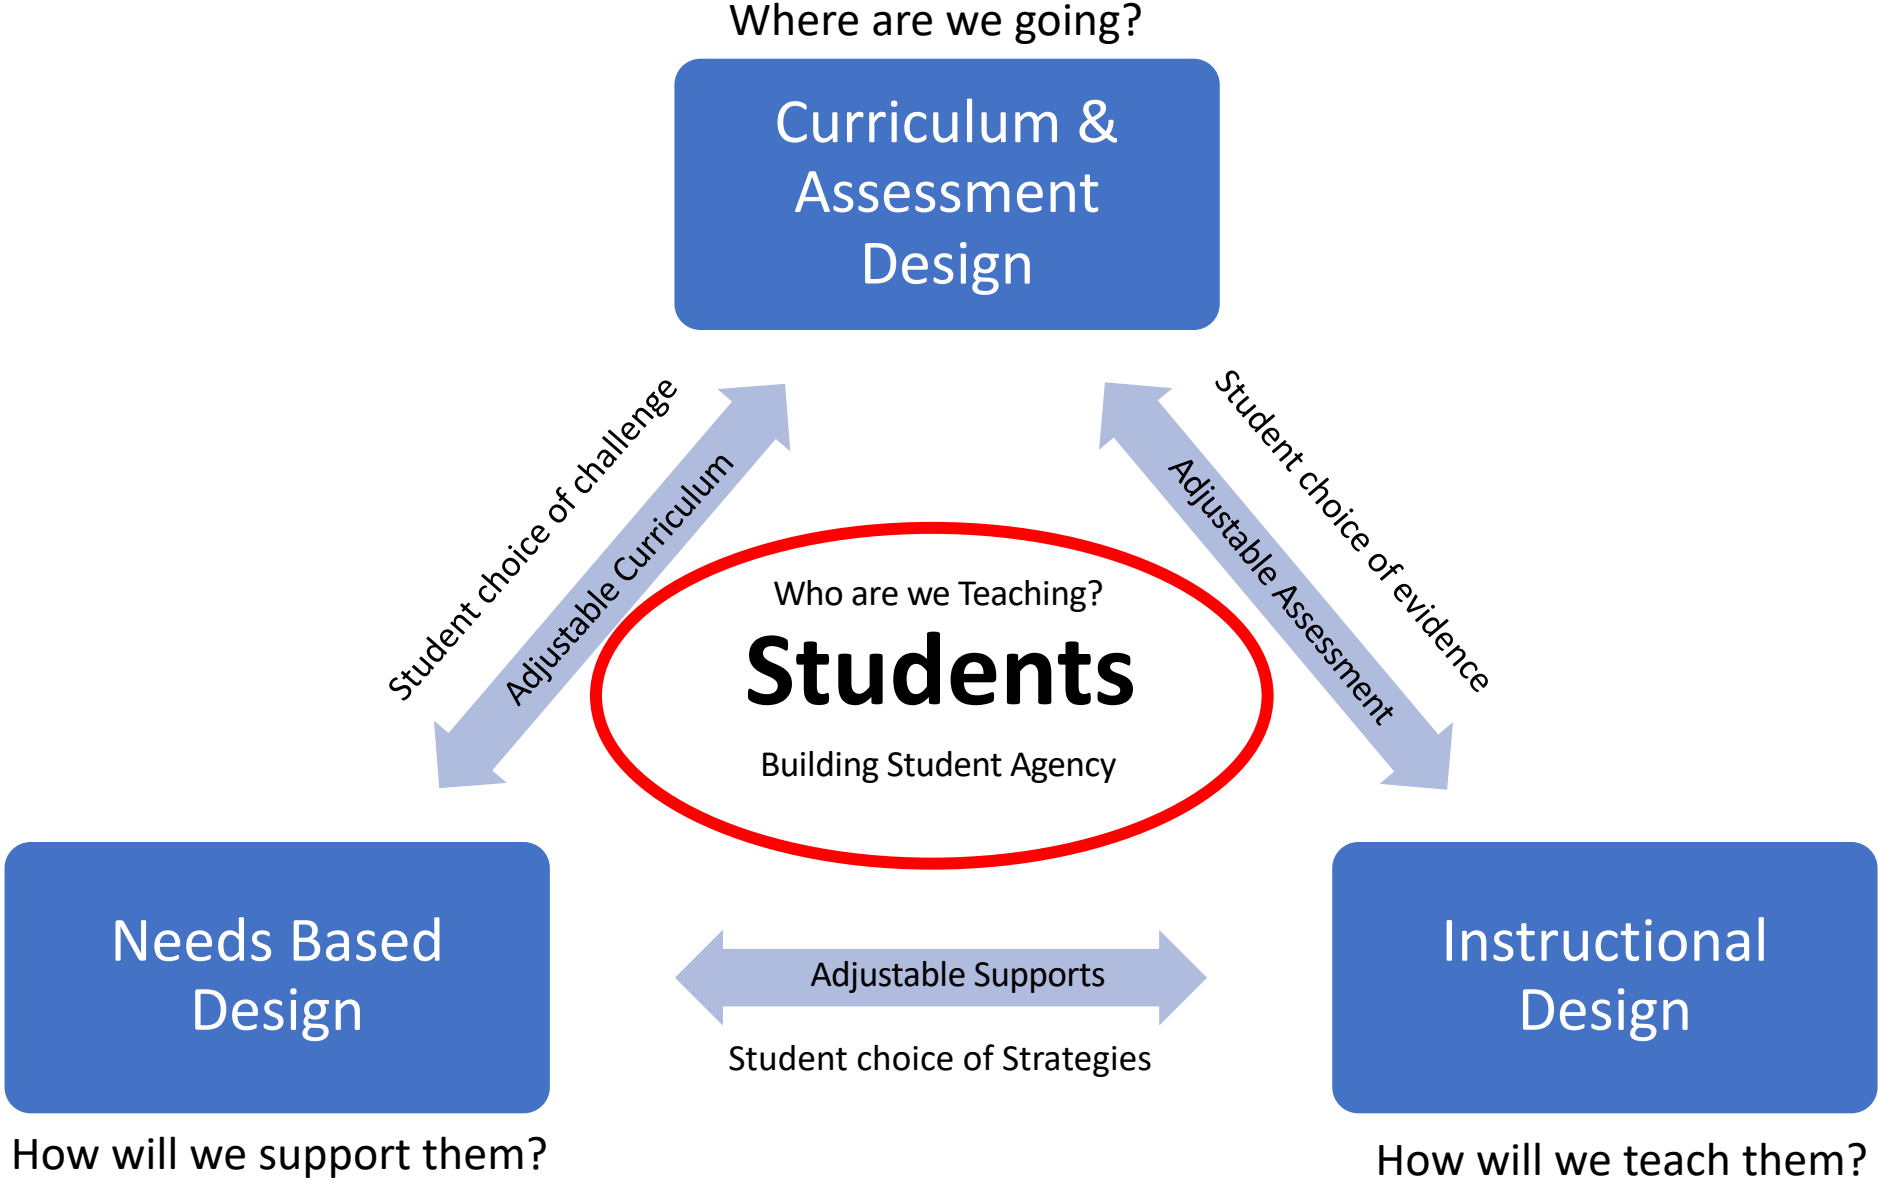 Where are we going?
Curriculum &
Assessment
Design
Student choice of challenge
Adjustable Curriculum
Student choice of evidence
Adjustable Assessment
Who are we Teaching?
Students
Building Student Agency
Needs Based
Design
Adjustable Supports
Student choice of Strategies
Instructional
Design
How will we support them?
How will we teach them?